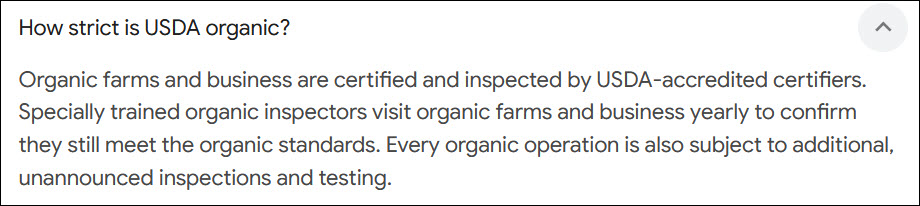 How strict is USDA organic?
Organic farms and business are certified and inspected by USDA-accredited certifiers.
Specially trained organic inspectors visit organic farms and business yearly to confirm
they still meet the organic standards. Every organic operation is also subject to additional,
unannounced inspections and testing.